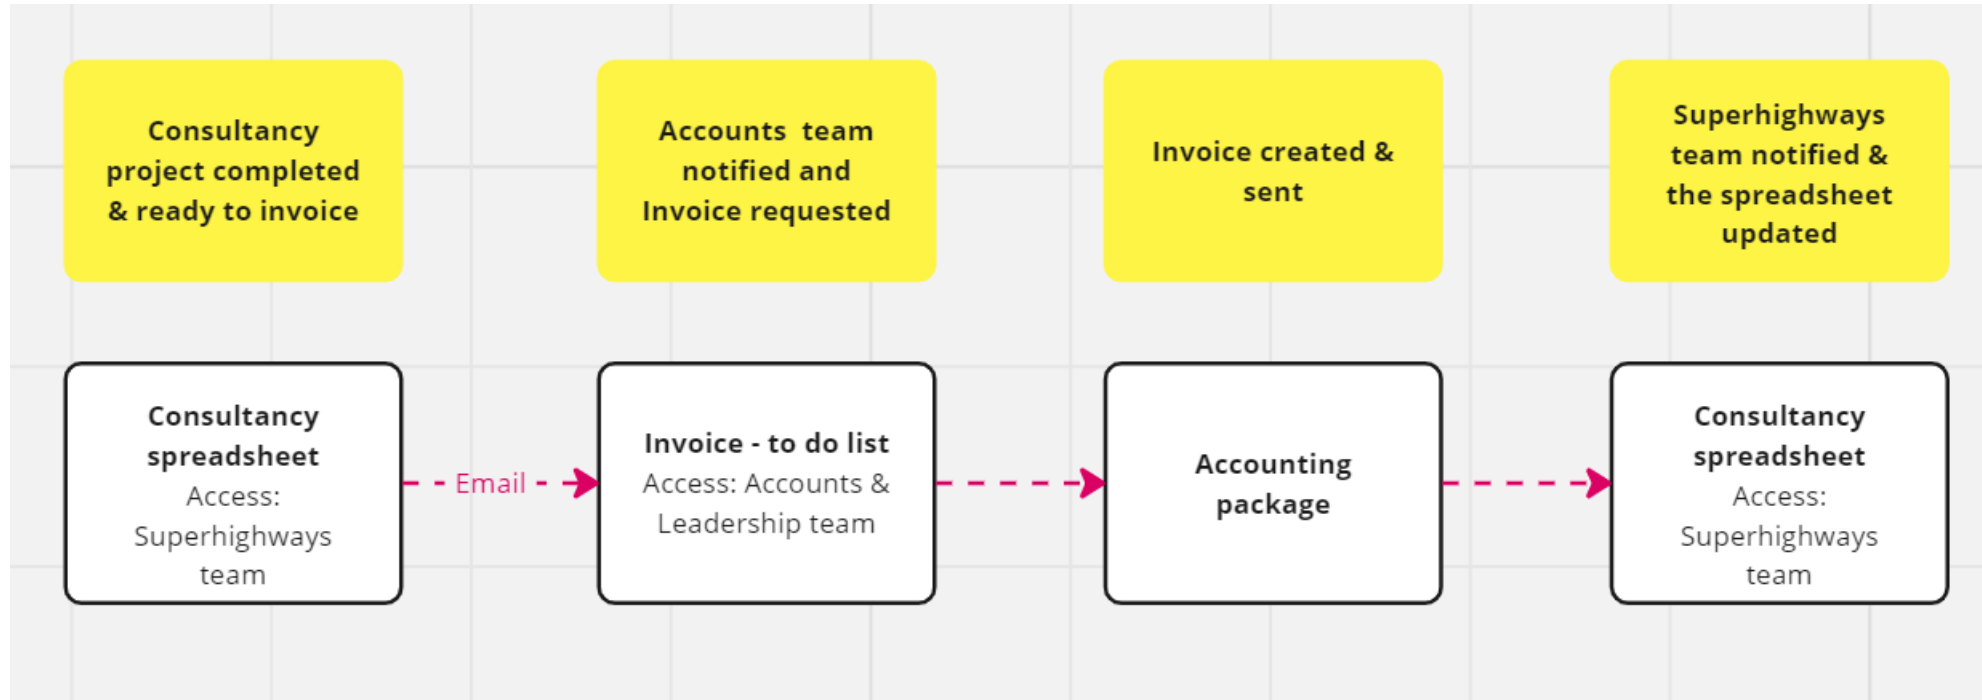 Consultancy
project completed
& ready to invoice
Accounts team
notified and
Invoice requested
Invoice created &
sent
Superhighways
team notified &
the spreadsheet
updated
Consultancy
spreadsheet
Access:
Superhighways
team
Email
Invoice - to do list
Access: Accounts &
Leadership team
Accounting
package
Consultancy
spreadsheet
Access:
Superhighways
team